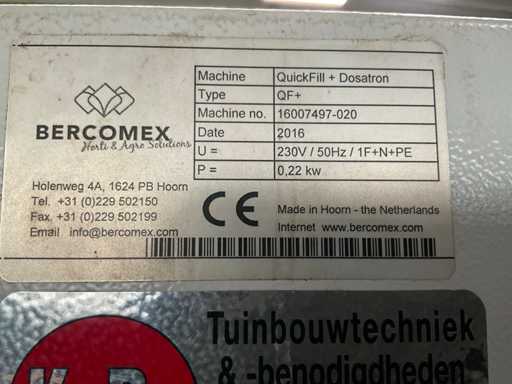 BERCOMEX
Horti & Agro Solutions
Holenweg 4A, 1624 PB Hoorn
Tel. +31 (0)229 502150
Fax. +31 (0)229 502199
Email info@bercomex.com
Machine QuickFill + Dosatron
Type QF+
Machine no. 16007497-020
Date 2016
U = 230V / 50Hz / 1F+N+PE
P = 0,22 kw
CE
Made in Hoorn - the Netherlands
Internet www.bercomex.com
Tuinbouwtechniek
& -benodigdheden